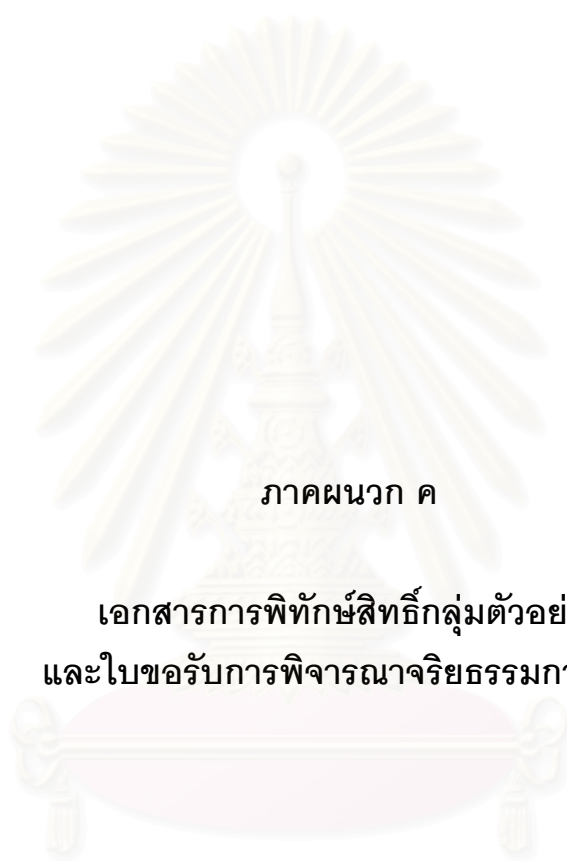 ภาคผนวก ค
เอกสารการพิทักษ์สิทธิ์กลุ่มตัวอย่
และใบขอรับการพิจารณาจริยธรรมกา